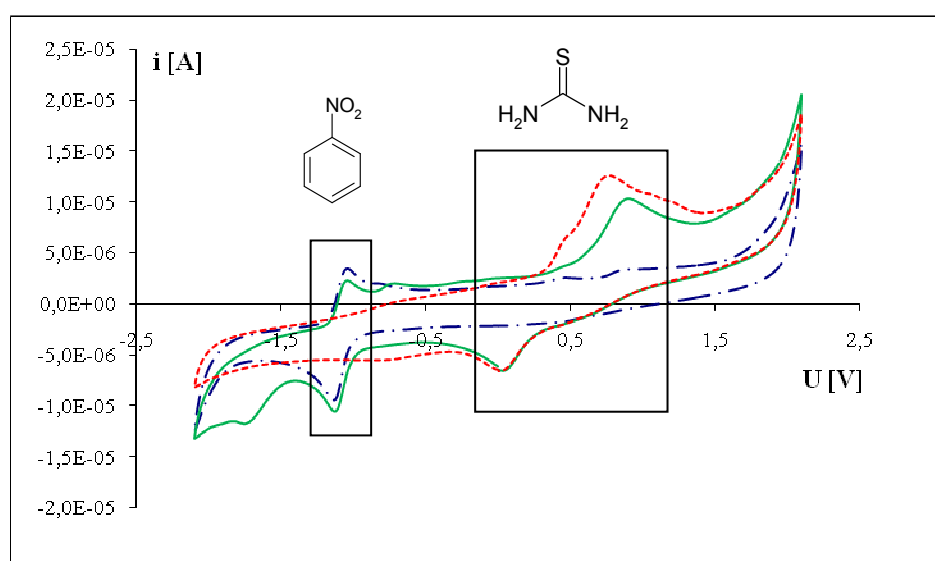 2,5E-05
i [A]
S
2,0E-05
NO2
H2N
NH2
1,5E-05
1,0E-05
5,0E-06
0,0E+00
-2,5
-1,5
-0,5
0,5
1,5
2,5
-5,0E-06
U [V]
-1,0E-05
-1,5E-05
-2,0E-05